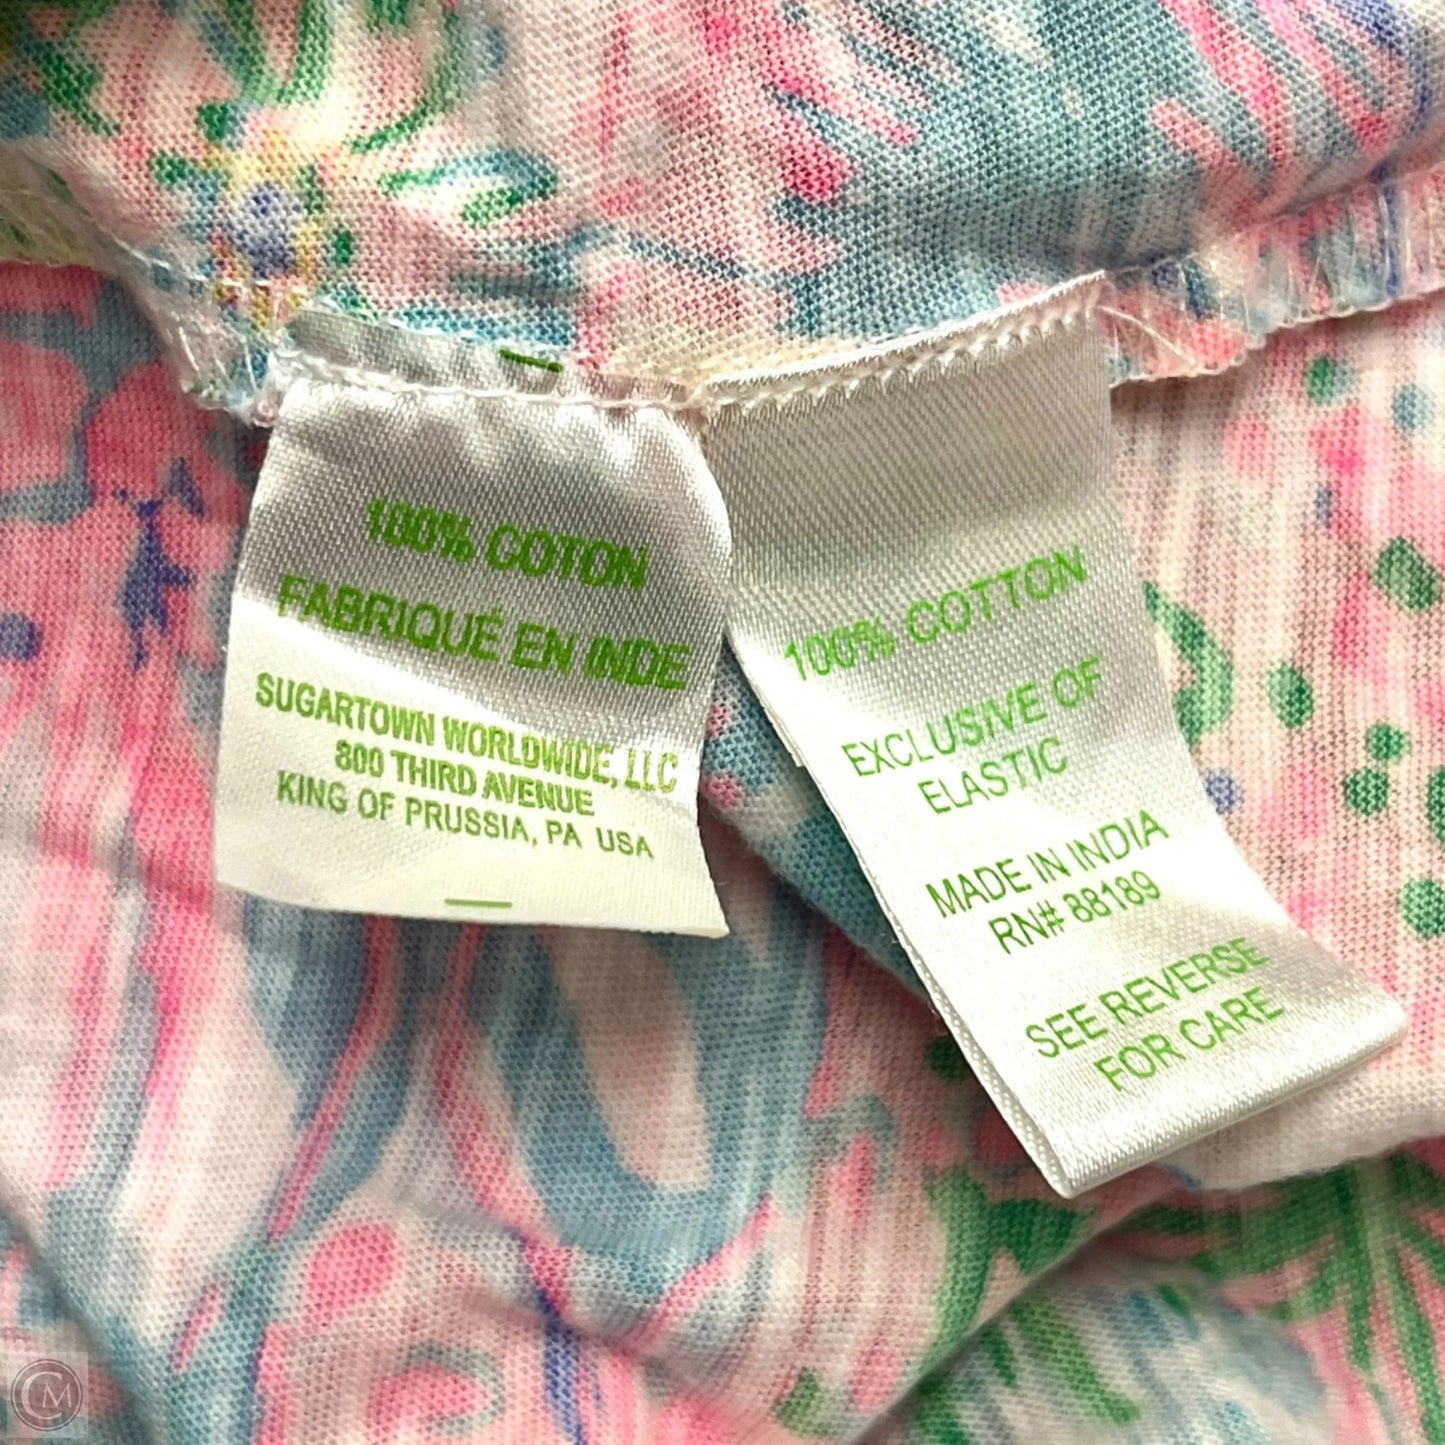 100% COTON
FABRIQUÉ EN INDE
SUGARTOWN WORLDWIDE, LLC
800 THIRD AVENUE
KING OF PRUSSIA, PA USA
100% COTTON
EXCLUSIVE OF
ELASTIC
MADE IN INDIA
RN# 88189
SEE REVERSE
FOR CARE
CM